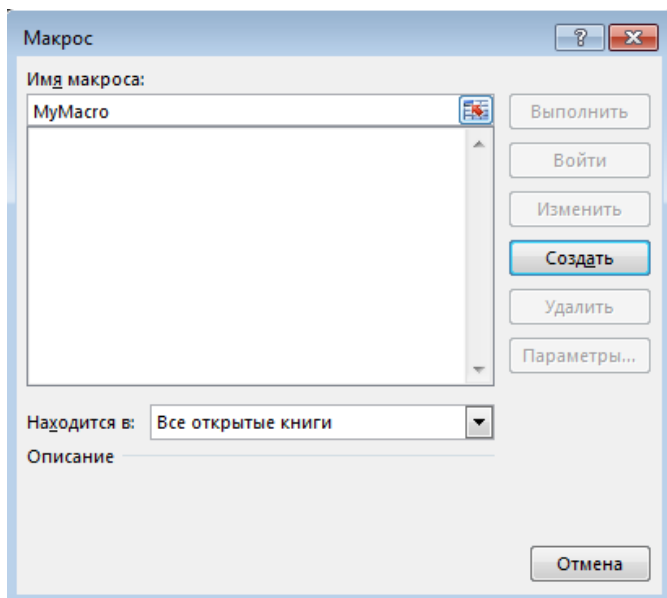 Макрос
Имя макроса:
MyMacro
Выполнить
Войти
Изменить
Создать
Удалить
Параметры...
Находится в: Все открытые книги
Описание
Отмена